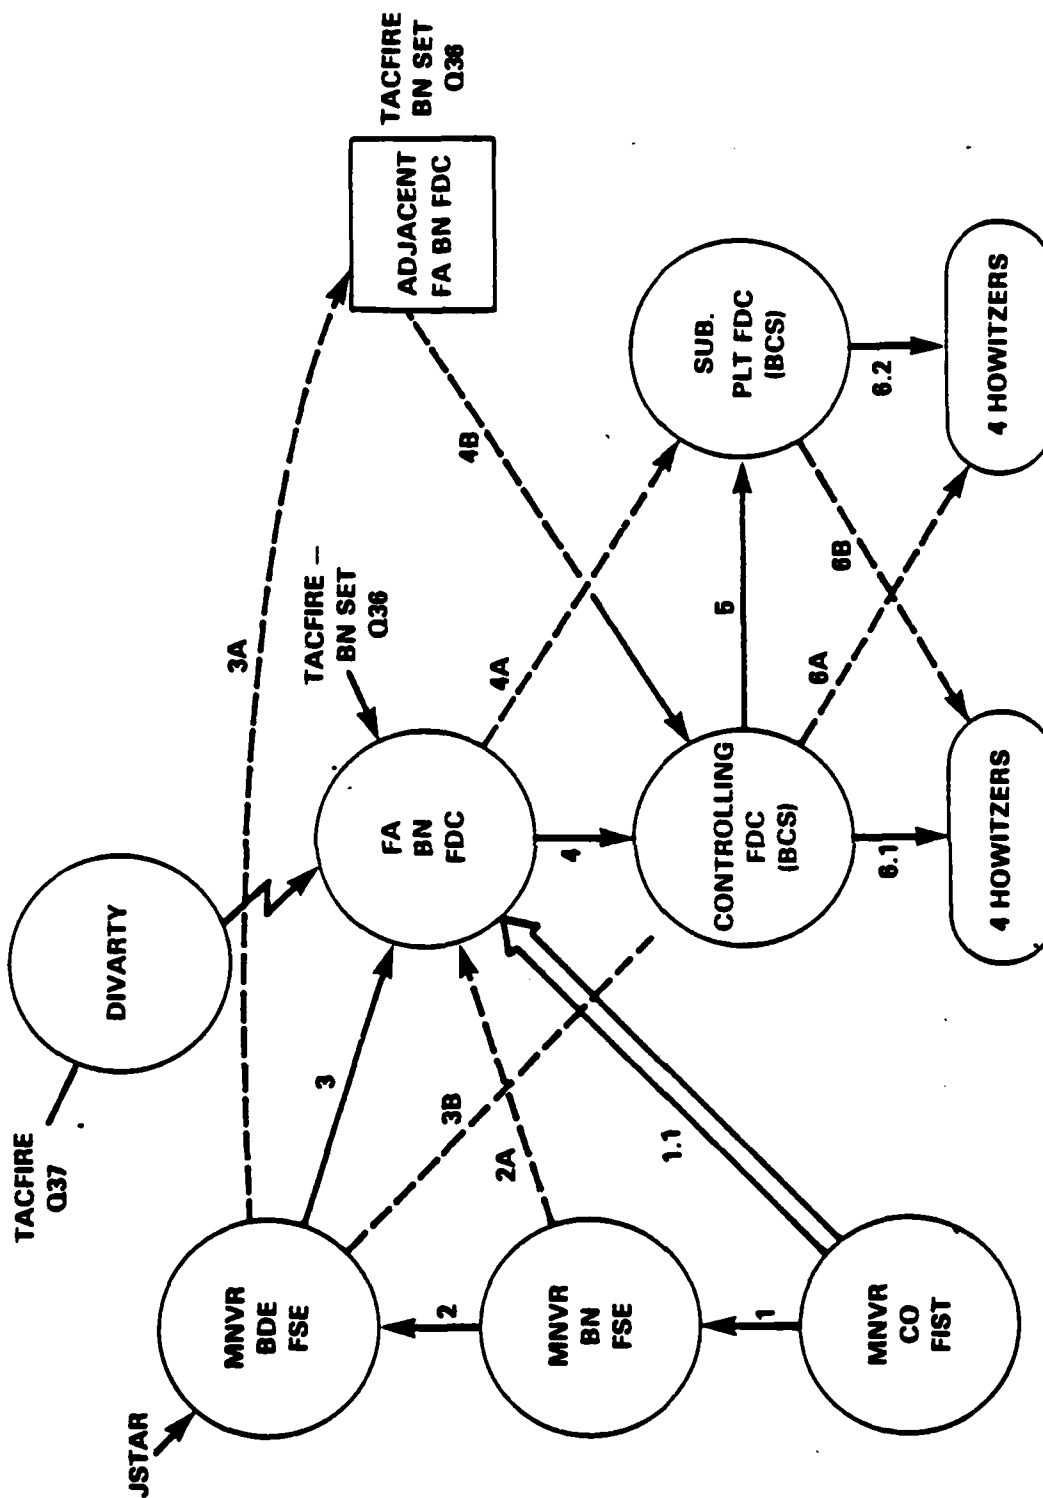 TACFIRE
Q37
DIVARTY
JSTAR
MNVR
BDE
FSE
3A
3
TACFIRE –
BN SET
Q36
TACFIRE
BN SET
Q36
ADJACENT
FA BN FDC
FA
BN
FDC
2
3B
2A
MNVR
BN
FSE
4
4A
4B
1
1.1
MNVR
CO
FIST
CONTROLLING
FDC
(BCS)
5
SUB.
PLT FDC
(BCS)
6.1
6A
6B
6.2
4 HOWITZERS
4 HOWITZERS